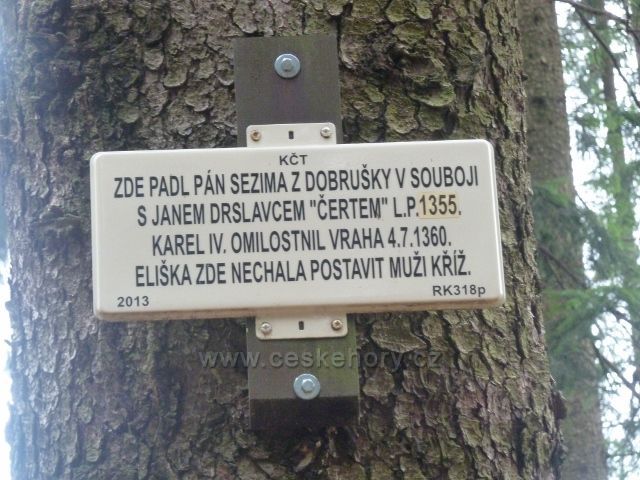 KČT
ZDE PADL PÁN SEZIMA Z DOBRUŠKY V SOUBOJI
S JANEM DRSLAVCEM "ČERTEM" L.P.1355.
KAREL IV. OMILOSTNIL VRAHA 4.7.1360.
ELIŠKA ZDE NECHALA POSTAVIT MUŽI KŘÍŽ.
2013 RK318p
www.ceskehory.cz